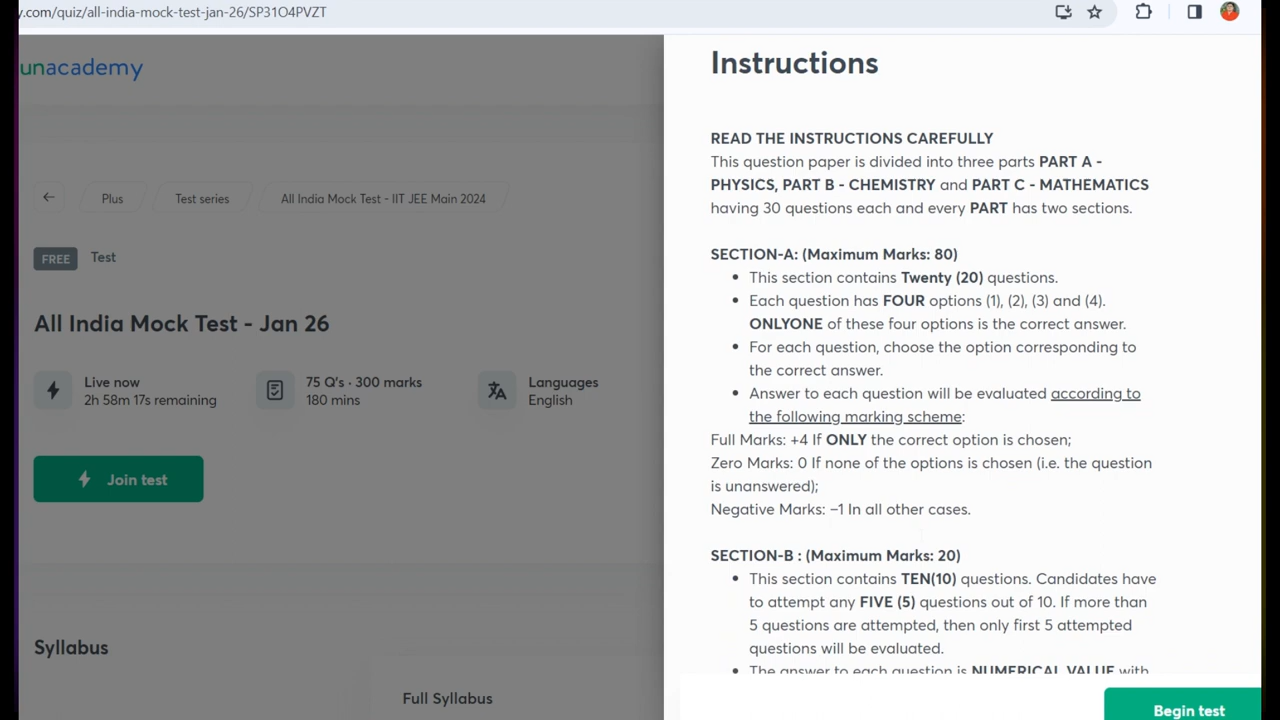 y.com/quiz/all-india-mock-test-jan-26/SP31O4PVZT
unacademy
Plus
Test series
All India Mock Test - IIT JEE Main 2024
FREE
Test
All India Mock Test - Jan 26
Live now
2h 58m 17s remaining
75 Q's · 300 marks
180 mins
Languages
English
Join test
Syllabus
Full Syllabus
Instructions
READ THE INSTRUCTIONS CAREFULLY
This question paper is divided into three parts PART A -
PHYSICS, PART B - CHEMISTRY and PART C - MATHEMATICS
having 30 questions each and every PART has two sections.
SECTION-A: (Maximum Marks: 80)
• This section contains Twenty (20) questions.
• Each question has FOUR options (1), (2), (3) and (4).
ONLYONE of these four options is the correct answer.
• For each question, choose the option corresponding to
the correct answer.
• Answer to each question will be evaluated according to
the following marking scheme:
Full Marks: +4 If ONLY the correct option is chosen;
Zero Marks: 0 If none of the options is chosen (i.e. the question
is unanswered);
Negative Marks: −1 In all other cases.
SECTION-B : (Maximum Marks: 20)
• This section contains TEN(10) questions. Candidates have
to attempt any FIVE (5) questions out of 10. If more than
5 questions are attempted, then only first 5 attempted
questions will be evaluated.
• The answer to each question is NUMERICAL VALUE with
Begin test